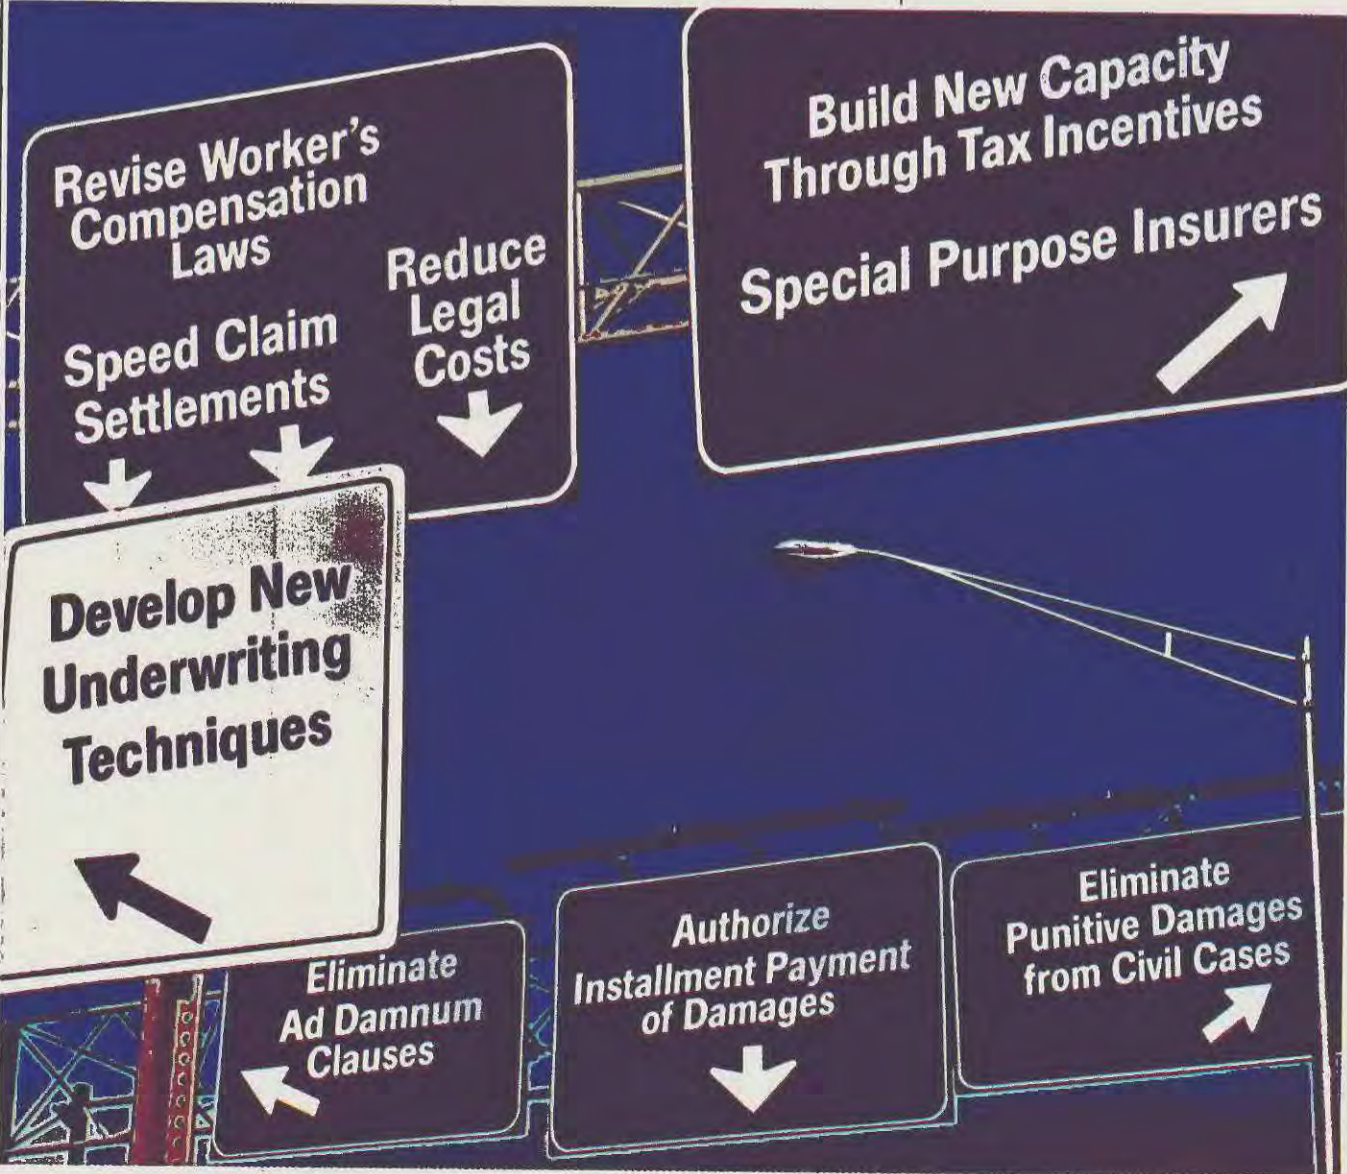 Revise Worker's
Compensation
Laws
Speed Claim
Settlements
Reduce
Legal
Costs
Build New Capacity
Through Tax Incentives
Special Purpose Insurers
Develop New
Underwriting
Techniques
Eliminate
Ad Damnum
Clauses
Authorize
Installment Payment
of Damages
Eliminate
Punitive Damages
from Civil Cases